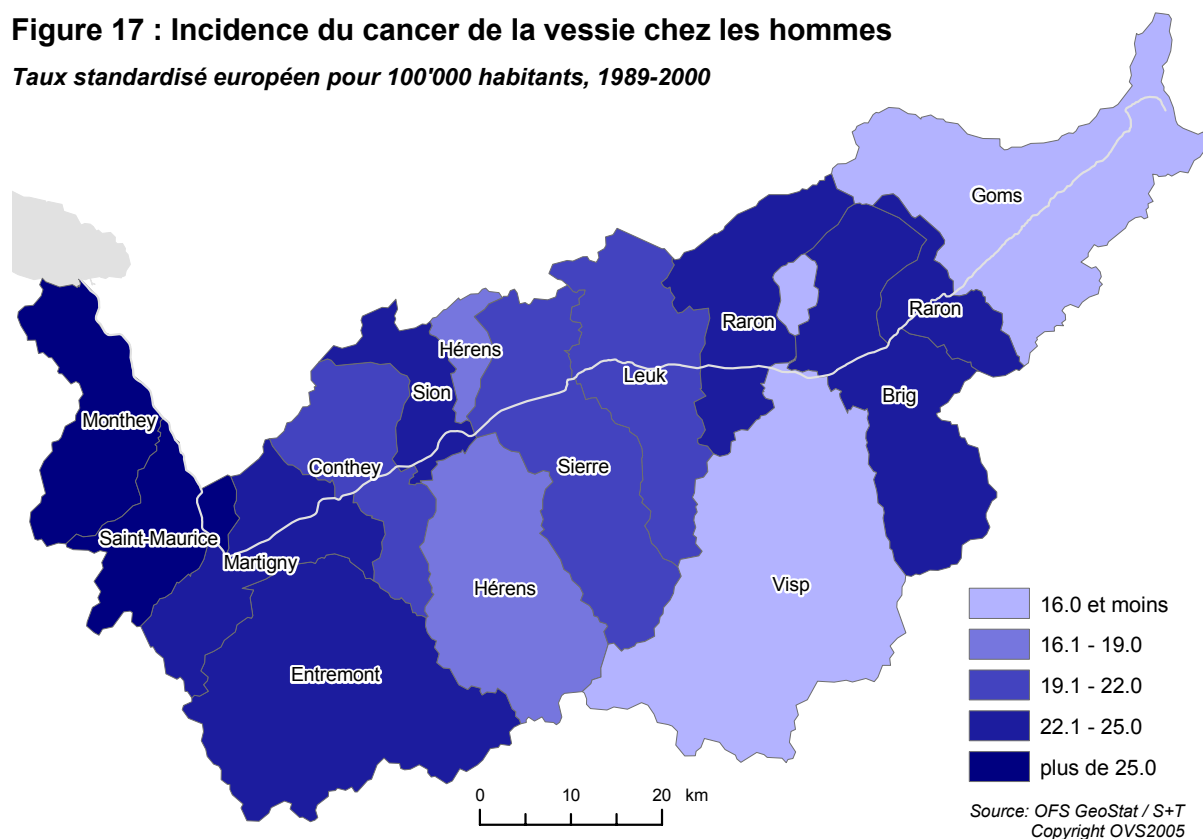 Figure 17 : Incidence du cancer de la vessie chez les hommes
Taux standardisé européen pour 100'000 habitants, 1989-2000
Goms
Raron
Raron
Hérens
Leuk
Sion
Brig
Monthey
Conthey
Sierre
Saint-Maurice
Martigny
Hérens
Visp
Entremont
16.0 et moins
16.1 - 19.0
19.1 - 22.0
22.1 - 25.0
plus de 25.0
0 10 20 km
Source: OFS GeoStat / S+T
Copyright OVS2005